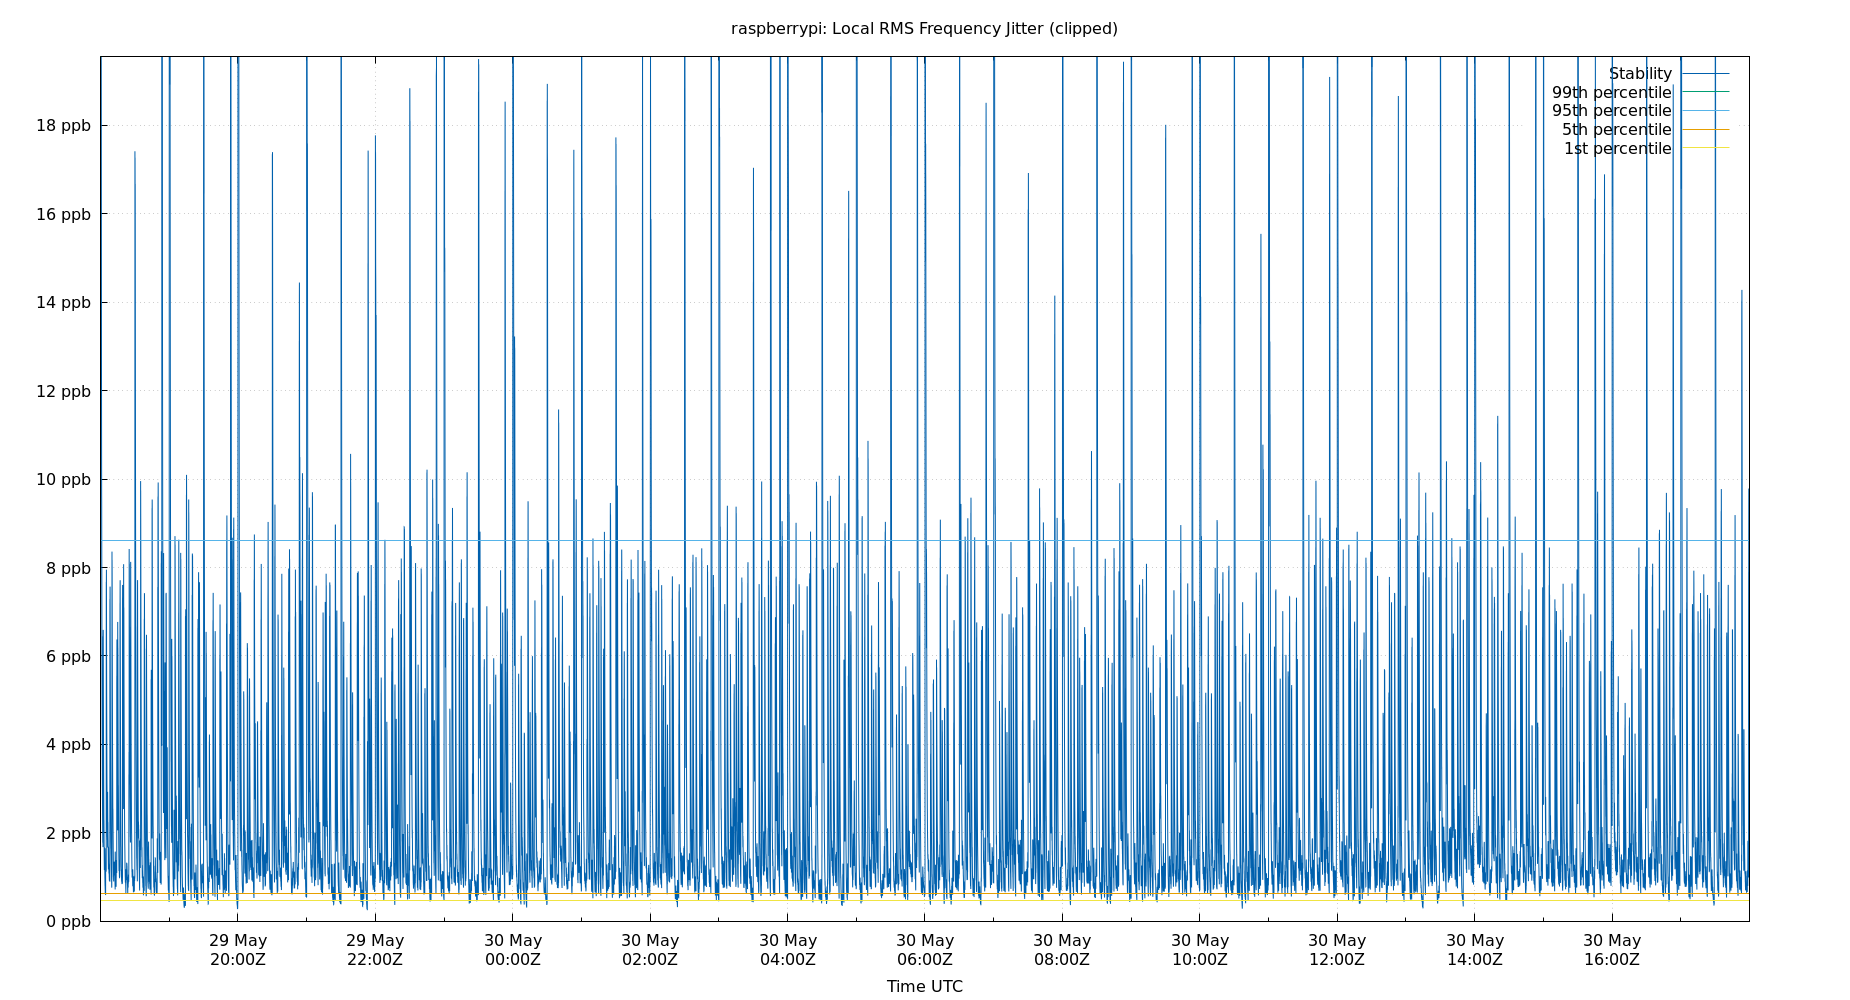 raspberrypi: Local RMS Frequency Jitter (clipped)
Stability
99th percentile
95th percentile
5th percentile
1st percentile
18 ppb
16 ppb
14 ppb
12 ppb
10 ppb
8 ppb
6 ppb
4 ppb
2 ppb
0 ppb
29 May 29 May 30 May 30 May 30 May 30 May 30 May 30 May 30 May 30 May 30 May
20:00Z 22:00Z 00:00Z 02:00Z 04:00Z 06:00Z 08:00Z 10:00Z 12:00Z 14:00Z 16:00Z
Time UTC